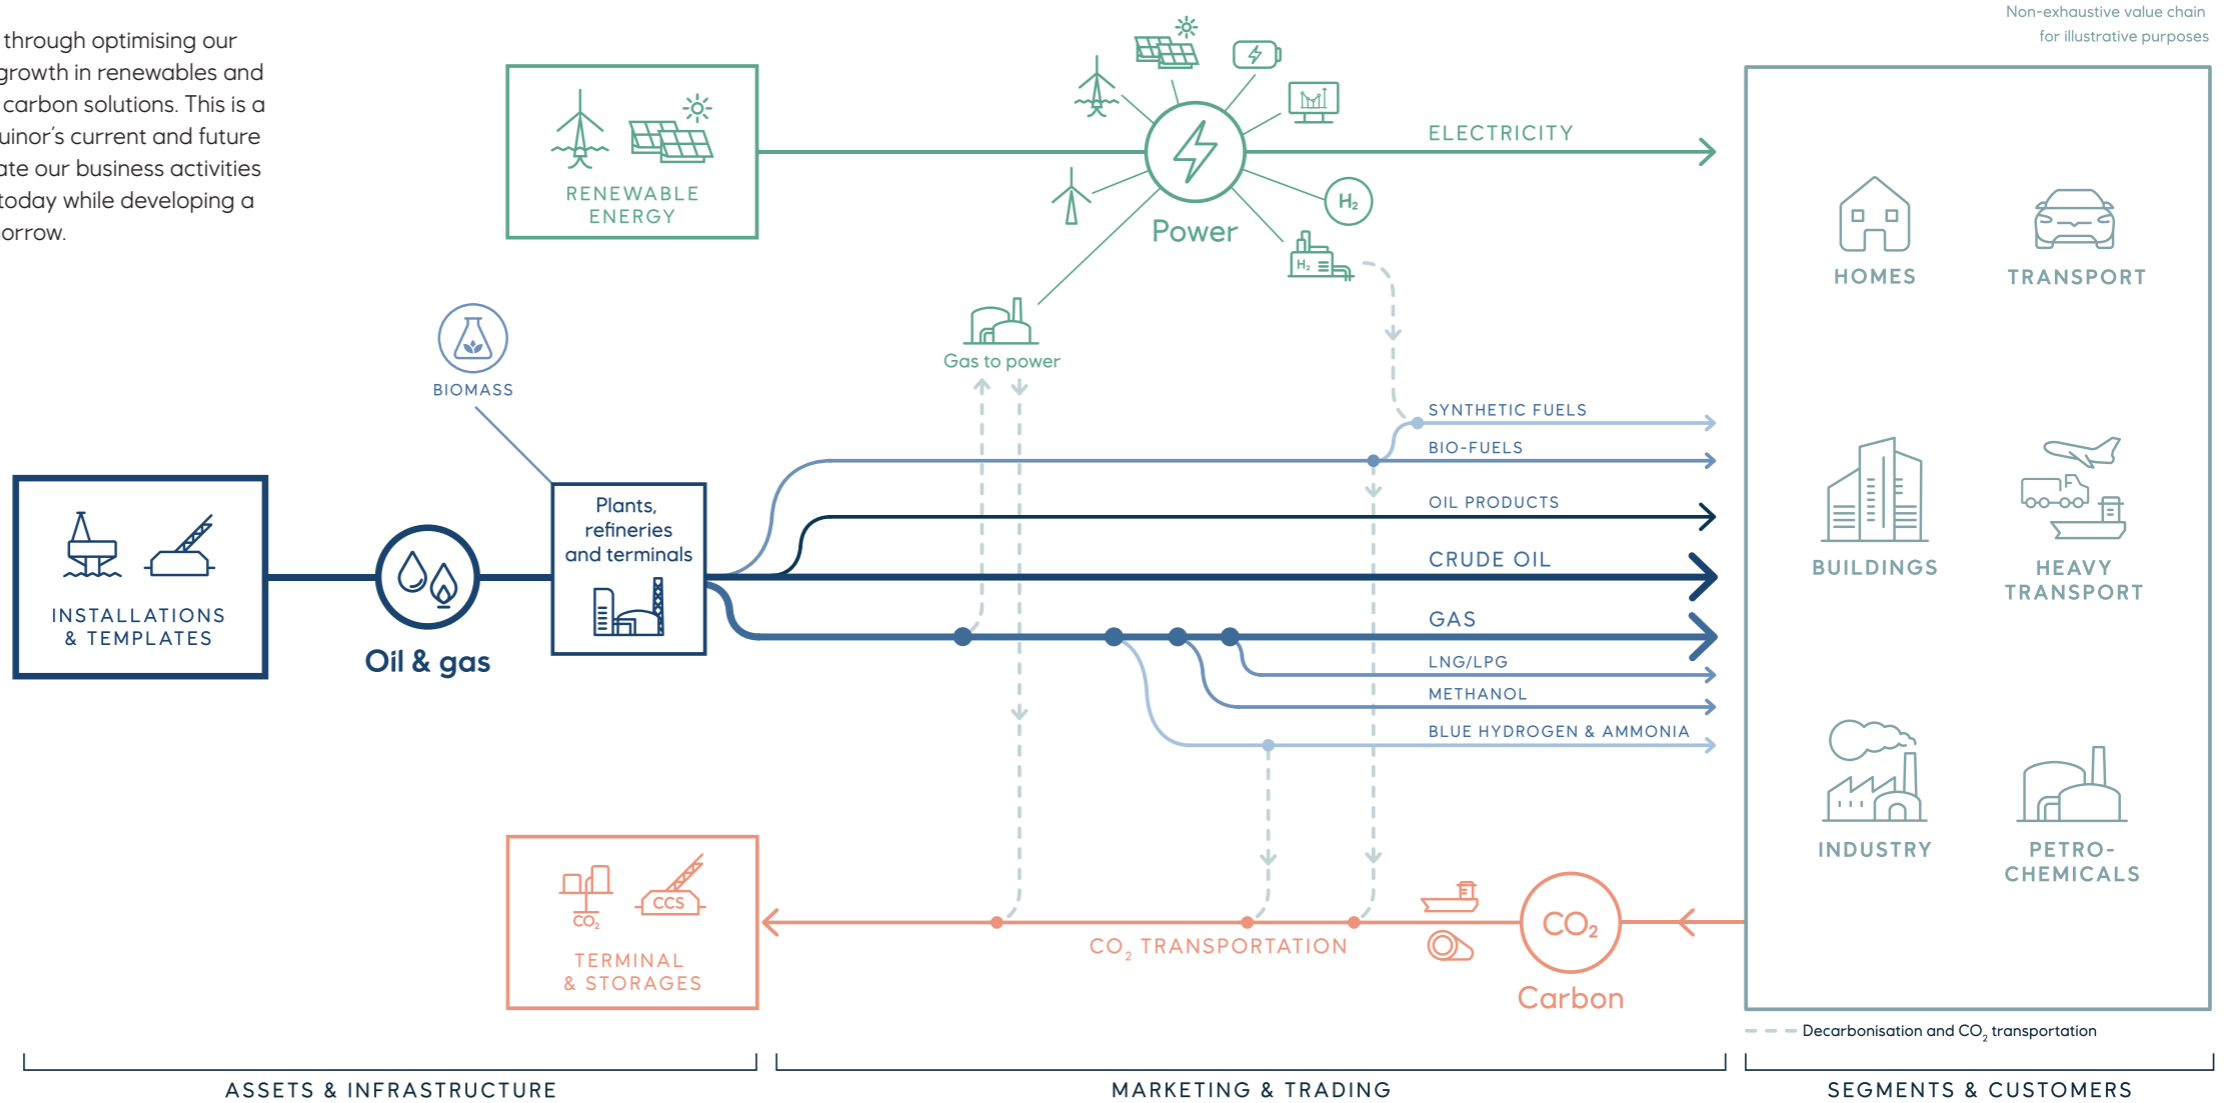 through optimising our
growth in renewables and
carbon solutions. This is a
current and future
our business activities
today while developing a
Non-exhaustive value chain
for illustrative purposes
RENEWABLE
ENERGY
Power
H₂
H₂
ELECTRICITY
Gas to power
BIOMASS
INSTALLATIONS
& TEMPLATES
Oil & gas
Plants,
refineries
and terminals
SYNTHETIC FUELS
BIO-FUELS
OIL PRODUCTS
CRUDE OIL
GAS
LNG/LPG
METHANOL
BLUE HYDROGEN & AMMONIA
CO₂
CCS
TERMINAL
& STORAGES
CO₂ TRANSPORTATION
CO₂
Carbon
HOMES
TRANSPORT
BUILDINGS
HEAVY
TRANSPORT
INDUSTRY
PETRO-
CHEMICALS
Decarbonisation and CO₂ transportation
ASSETS & INFRASTRUCTURE
MARKETING & TRADING
SEGMENTS & CUSTOMERS